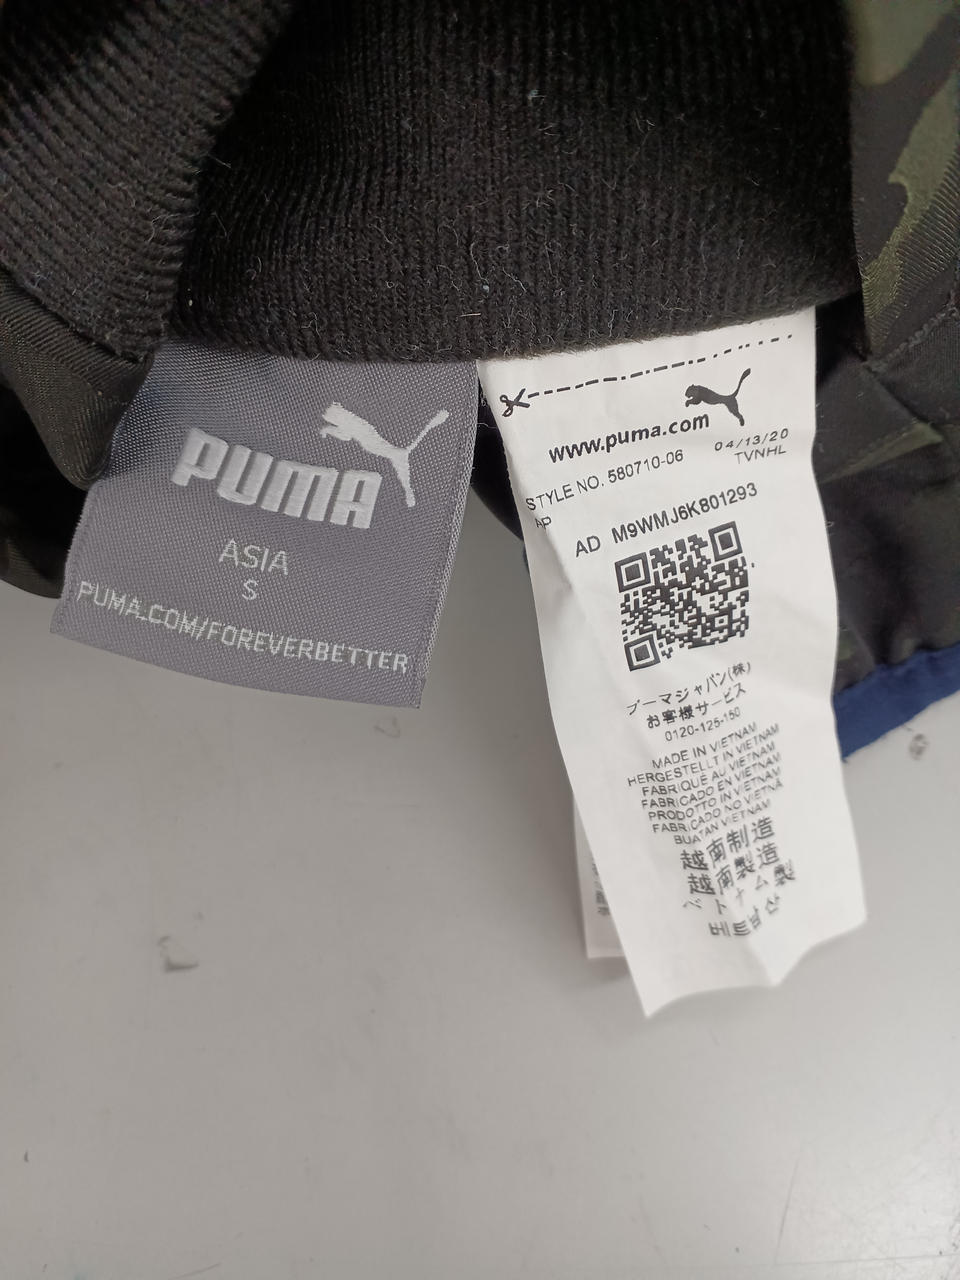 PUMA
ASIA
S
PUMA.COM/FOREVERBETTER
www.puma.com
04/13/20
TVNHL
STYLE NO. 580710-06
AP
AD M9WMJ6K801293
プーマジャパン(株)
お客様サービス
0120-125-150
MADE IN VIETNAM
HERGESTELLT IN VIETNAM
FABRIQUÉ AU VIETNAM
FABRICADO EN VIETNAM
PRODOTTO IN VIETNAM
FABRICADO NO VIETNÃ
BUATAN VIETNAM
越南制造
越南製造
ベトナム製
베트남산